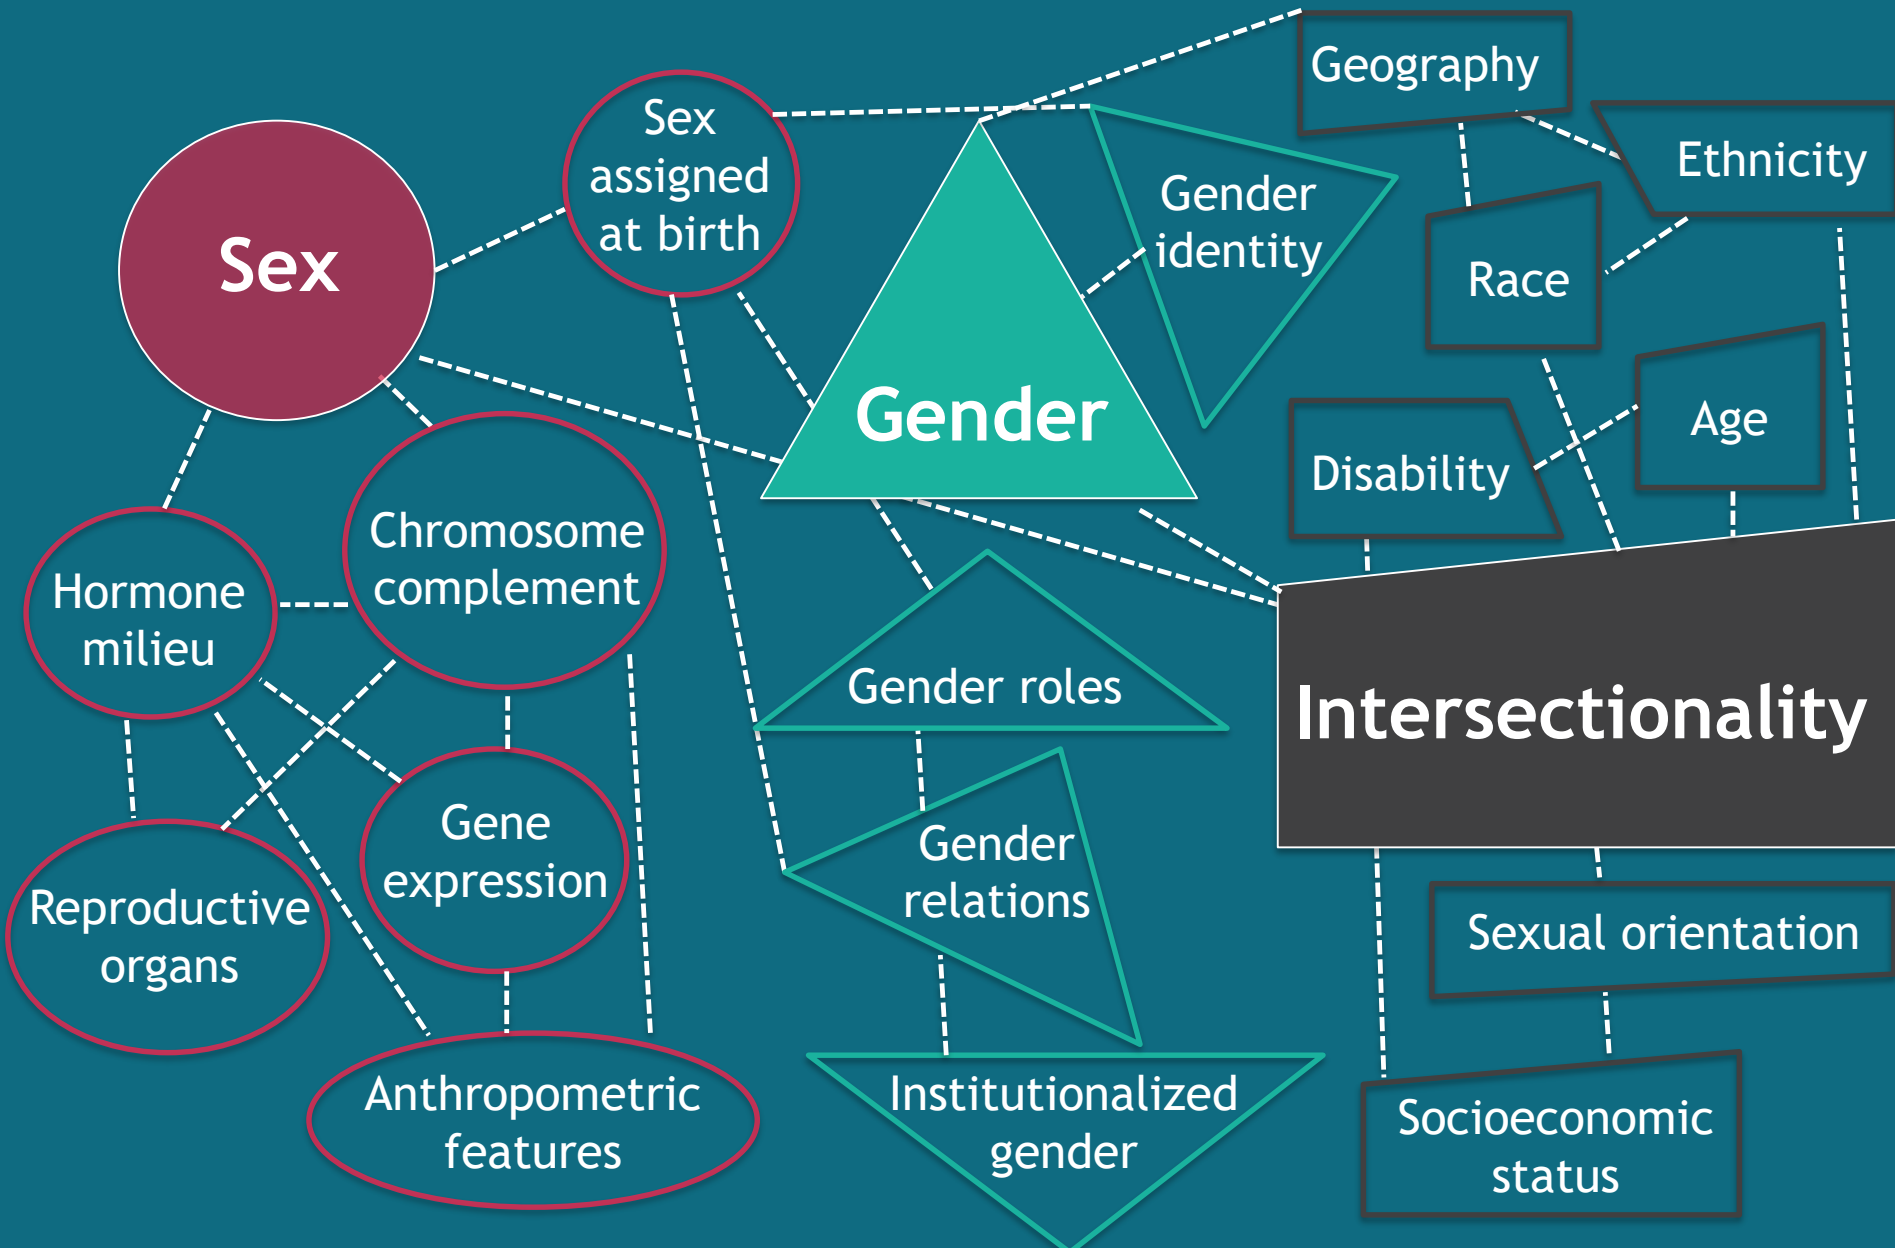 Sex
Sex
assigned
at birth
Hormone
milieu
Chromosome
complement
Reproductive
organs
Gene
expression
Anthropometric
features
Gender
Gender
identity
Gender roles
Gender
relations
Institutionalized
gender
Geography
Ethnicity
Race
Age
Disability
Intersectionality
Sexual orientation
Socioeconomic
status